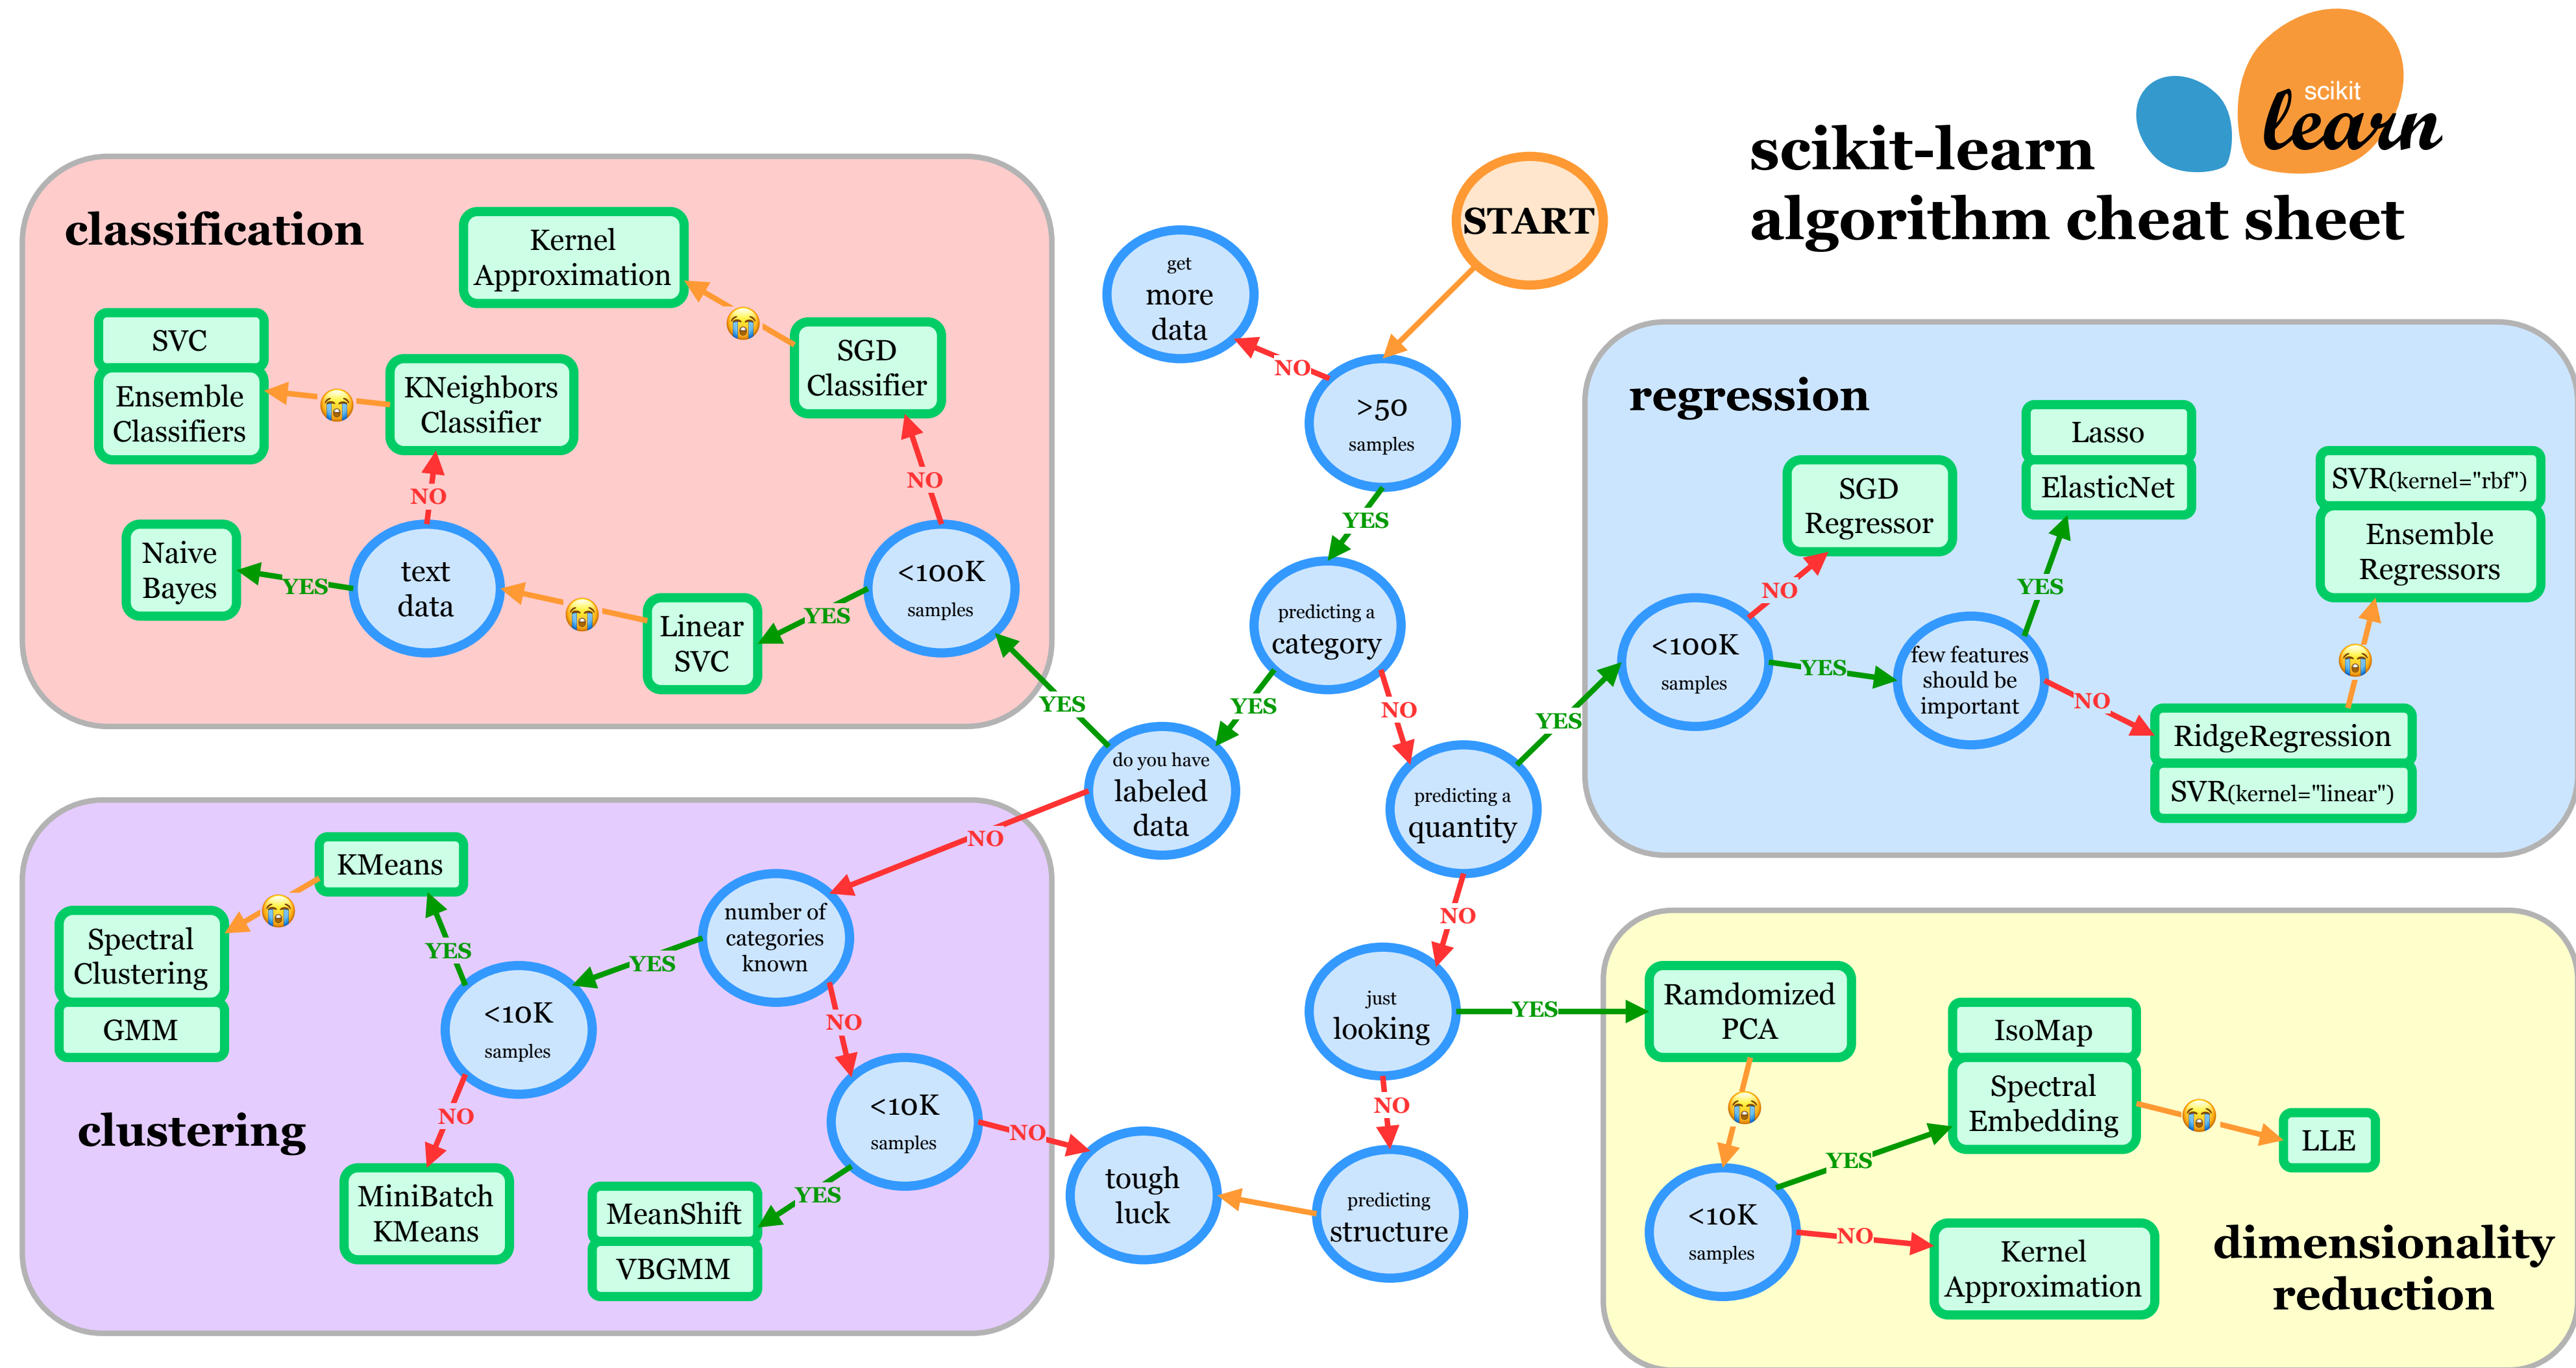 scikit
learn
scikit-learn
algorithm cheat sheet
START
get
more
data
NO
>50
samples
YES
predicting a
category
YES
NO
do you have
labeled
data
YES
NO
predicting a
quantity
YES
NO
just
looking
YES
NO
predicting
structure
tough
luck
classification
Kernel
Approximation
SVC
Ensemble
Classifiers
KNeighbors
Classifier
SGD
Classifier
NO
NO
Naive
Bayes
YES
text
data
Linear
SVC
YES
<100K
samples
regression
SGD
Regressor
Lasso
ElasticNet
SVR(kernel="rbf")
Ensemble
Regressors
NO
YES
<100K
samples
YES
few features
should be
important
NO
RidgeRegression
SVR(kernel="linear")
clustering
KMeans
Spectral
Clustering
GMM
YES
<10K
samples
YES
number of
categories
known
NO
NO
MiniBatch
KMeans
<10K
samples
NO
YES
MeanShift
VBGMM
dimensionality
reduction
Ramdomized
PCA
IsoMap
Spectral
Embedding
LLE
YES
<10K
samples
NO
Kernel
Approximation